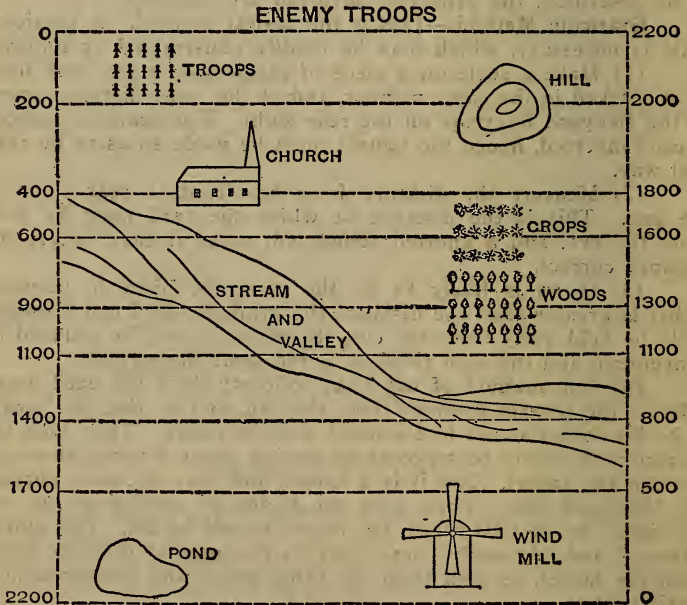 ENEMY TROOPS
0 2200
TROOPS
HILL
200 2000
CHURCH
400 1800
CROPS
600 1600
STREAM
AND
VALLEY
WOODS
900 1300
1100 1100
1400 800
1700 500
POND
WIND
MILL
2200 0